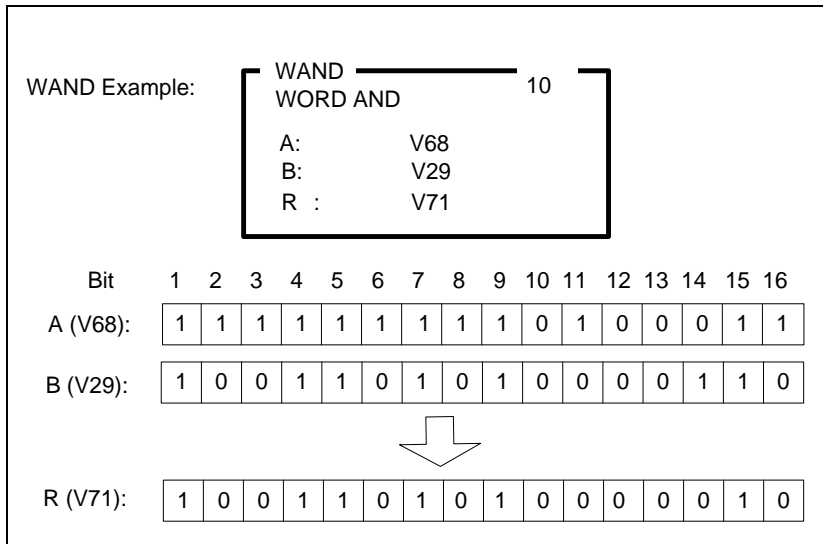 WAND Example:
WAND
WORD AND 10
A: V68
B: V29
R : V71
Bit 1 2 3 4 5 6 7 8 9 10 11 12 13 14 15 16
A (V68): 1 1 1 1 1 1 1 1 1 0 1 0 0 0 1 1
B (V29): 1 0 0 1 1 0 1 0 1 0 0 0 0 1 1 0
R (V71): 1 0 0 1 1 0 1 0 1 0 0 0 0 0 1 0